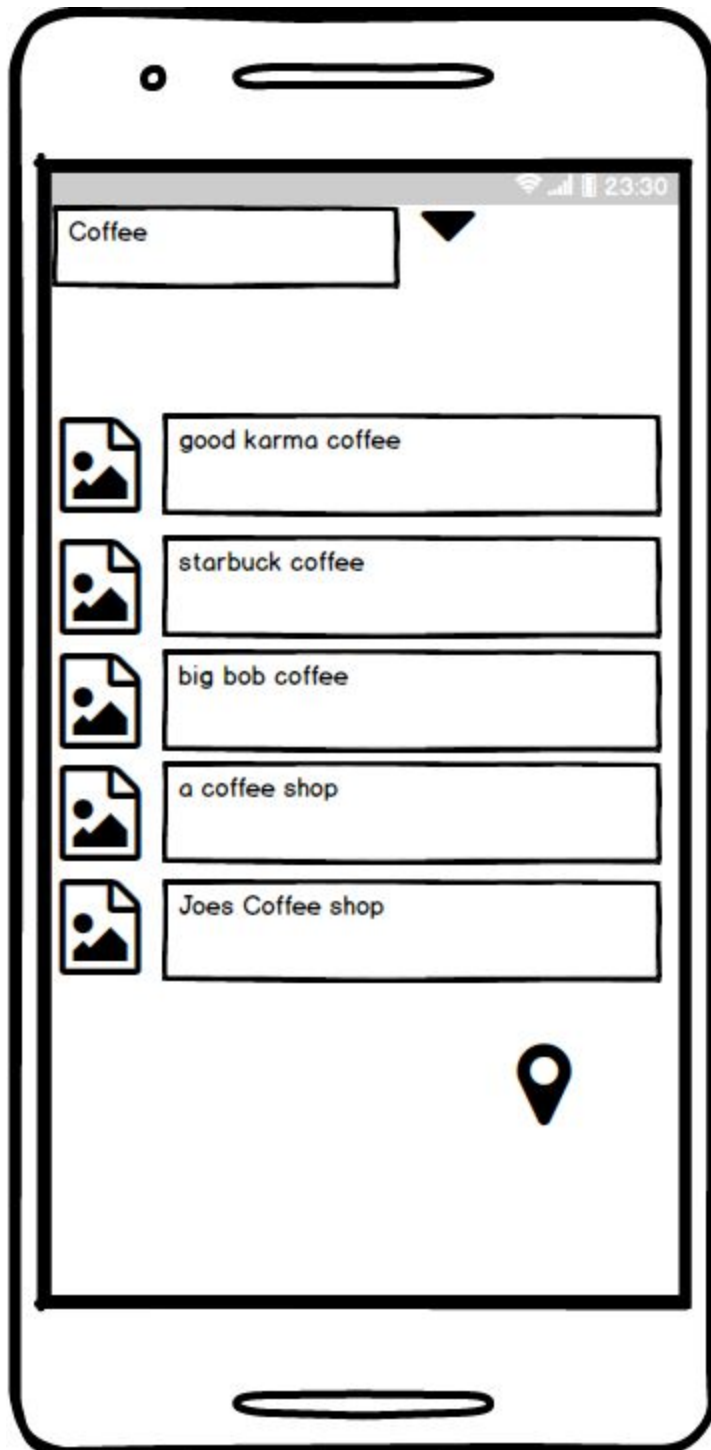 23:30
Coffee
good karma coffee
starbuck coffee
big bob coffee
a coffee shop
Joes Coffee shop